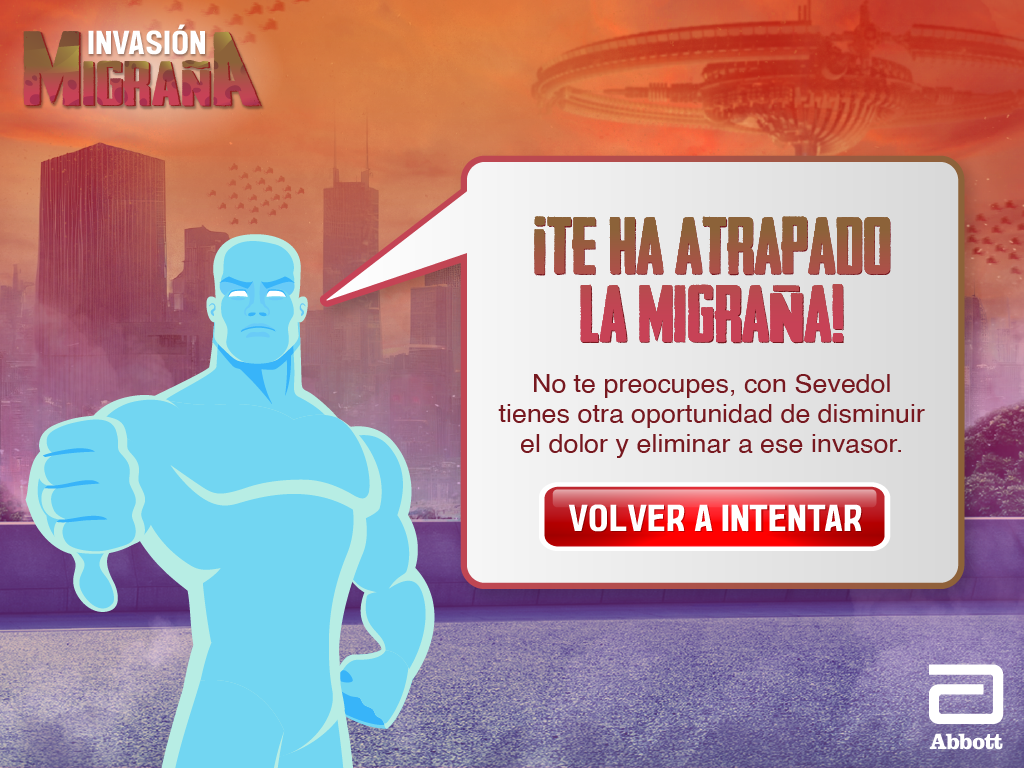 INVASIÓN
MIGRAÑA
¡TE HA ATRAPADO
LA MIGRAÑA!
No te preocupes, con Sevedol
tienes otra oportunidad de disminuir
el dolor y eliminar a ese invasor.
VOLVER A INTENTAR
Abbott